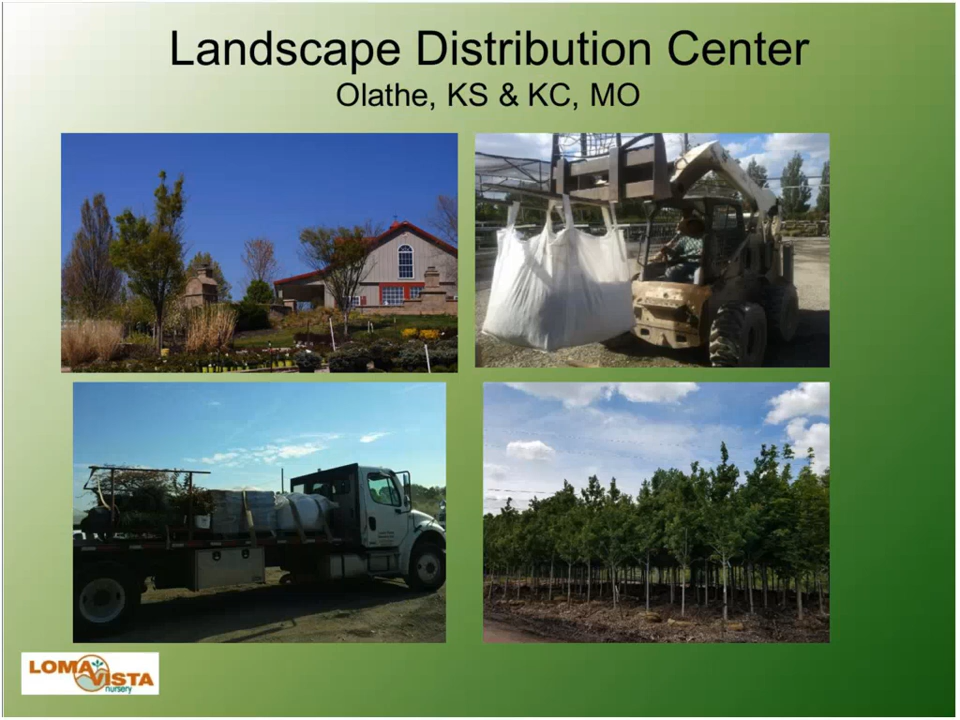 Landscape Distribution Center
Olathe, KS & KC, MO
LOMA VISTA
nursery